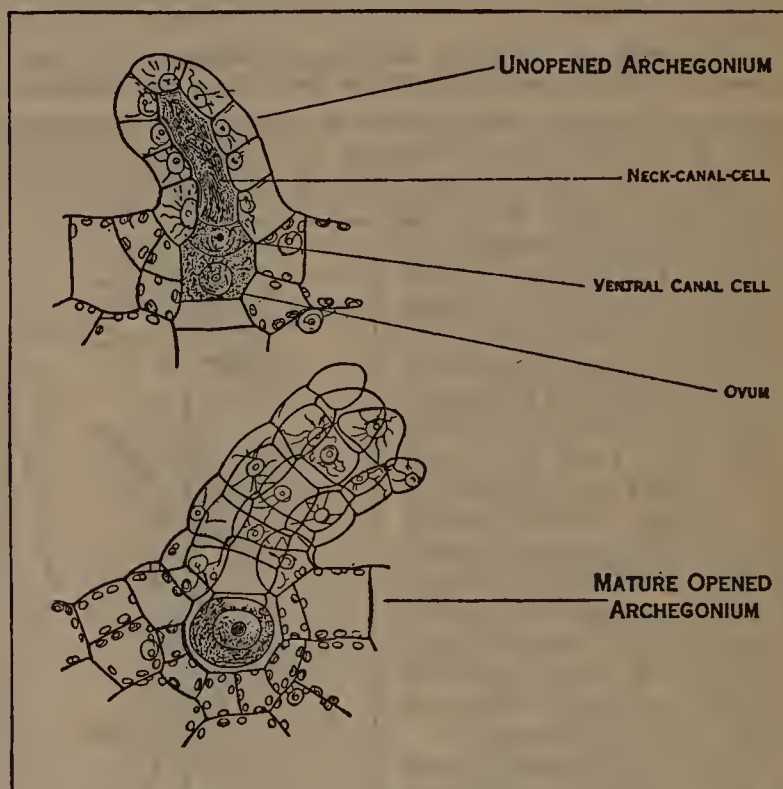 UNOPENED ARCHEGONIUM
NECK-CANAL-CELL
VENTRAL CANAL CELL
OVUM
MATURE OPENED
ARCHEGONIUM